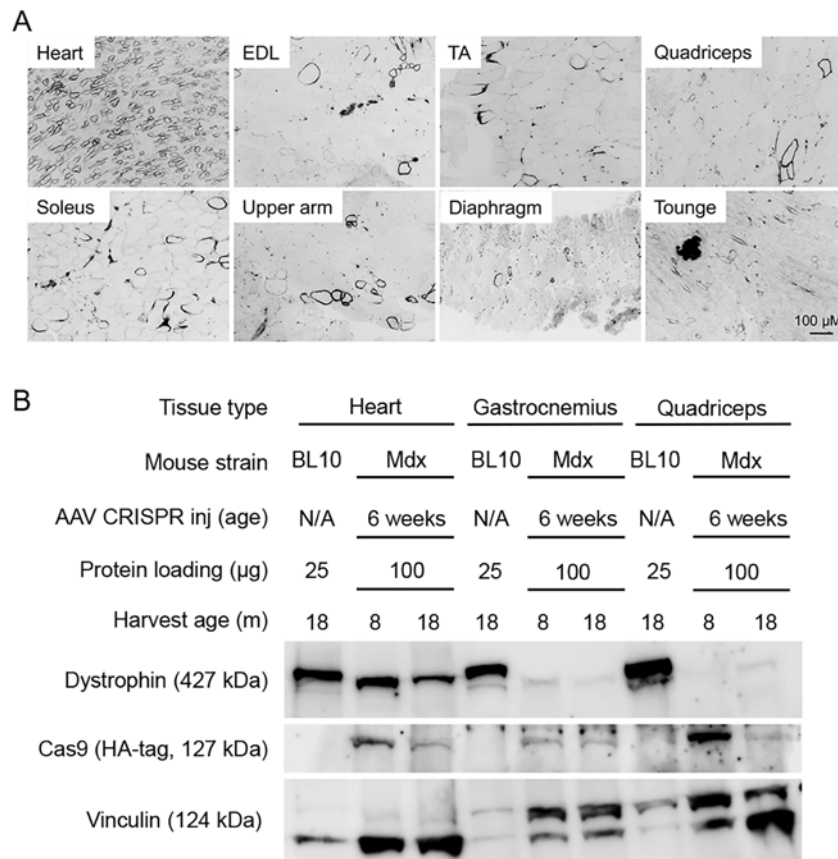 A
Heart EDL TA Quadriceps
Soleus Upper arm Diaphragm Tounge
100 μM
B
Tissue type Heart Gastrocnemius Quadriceps
Mouse strain BL10 Mdx BL10 Mdx BL10 Mdx
AAV CRISPR inj (age) N/A 6 weeks N/A 6 weeks N/A 6 weeks
Protein loading (μg) 25 100 25 100 25 100
Harvest age (m) 18 8 18 18 8 18 18 8 18
Dystrophin (427 kDa)
Cas9 (HA-tag, 127 kDa)
Vinculin (124 kDa)